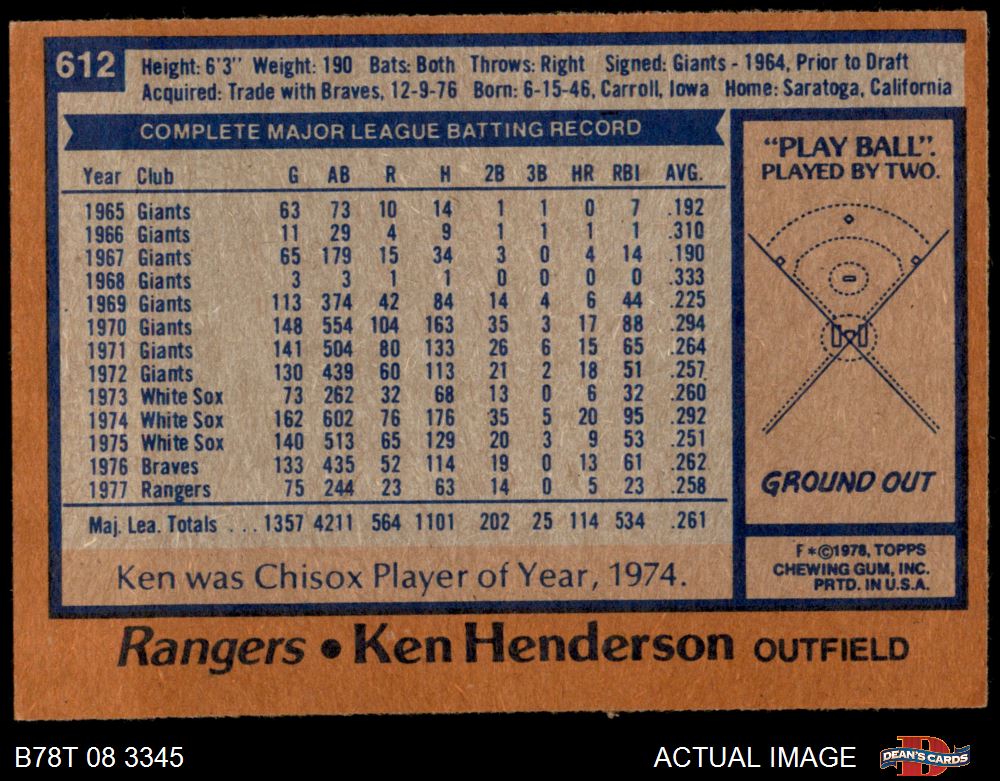 612
Height: 6'3" Weight: 190 Bats: Both Throws: Right Signed: Giants - 1964, Prior to Draft
Acquired: Trade with Braves, 12-9-76 Born: 6-15-46, Carroll, Iowa Home: Saratoga, California
COMPLETE MAJOR LEAGUE BATTING RECORD
Year Club G AB R H 2B 3B HR RBI AVG.
1965 Giants 63 73 10 14 1 1 0 7 .192
1966 Giants 11 29 4 9 1 1 1 1 .310
1967 Giants 65 179 15 34 3 0 4 14 .190
1968 Giants 3 3 1 1 0 0 0 0 .333
1969 Giants 113 374 42 84 14 4 6 44 .225
1970 Giants 148 554 104 163 35 3 17 88 .294
1971 Giants 141 504 80 133 26 6 15 65 .264
1972 Giants 130 439 60 113 21 2 18 51 .257
1973 White Sox 73 262 32 68 13 0 6 32 .260
1974 White Sox 162 602 76 176 35 5 20 95 .292
1975 White Sox 140 513 65 129 20 3 9 53 .251
1976 Braves 133 435 52 114 19 0 13 61 .262
1977 Rangers 75 244 23 63 14 0 5 23 .258
Maj. Lea. Totals . . . 1357 4211 564 1101 202 25 114 534 .261
Ken was Chisox Player of Year, 1974.
"PLAY BALL".
PLAYED BY TWO.
GROUND OUT
F*©1978, TOPPS
CHEWING GUM, INC.
PRTD. IN U.S.A.
Rangers • Ken Henderson OUTFIELD
B78T 08 3345
ACTUAL IMAGE
DEAN'S CARDS